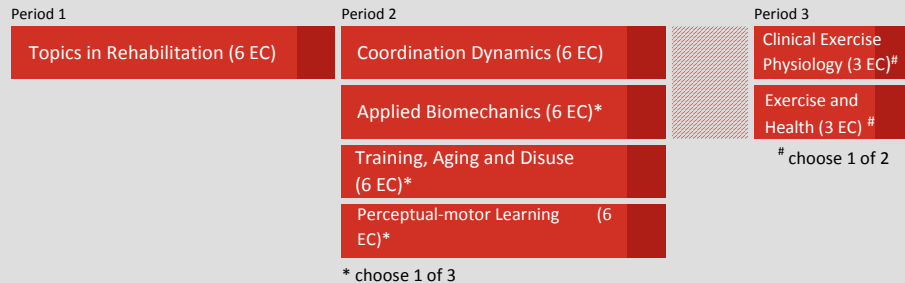 Period 1
Topics in Rehabilitation (6 EC)
Period 2
Coordination Dynamics (6 EC)
Applied Biomechanics (6 EC)*
Training, Aging and Disuse
(6 EC)*
Perceptual-motor Learning (6
EC)*
* choose 1 of 3
Period 3
Clinical Exercise
Physiology (3 EC)#
Exercise and
Health (3 EC) #
# choose 1 of 2